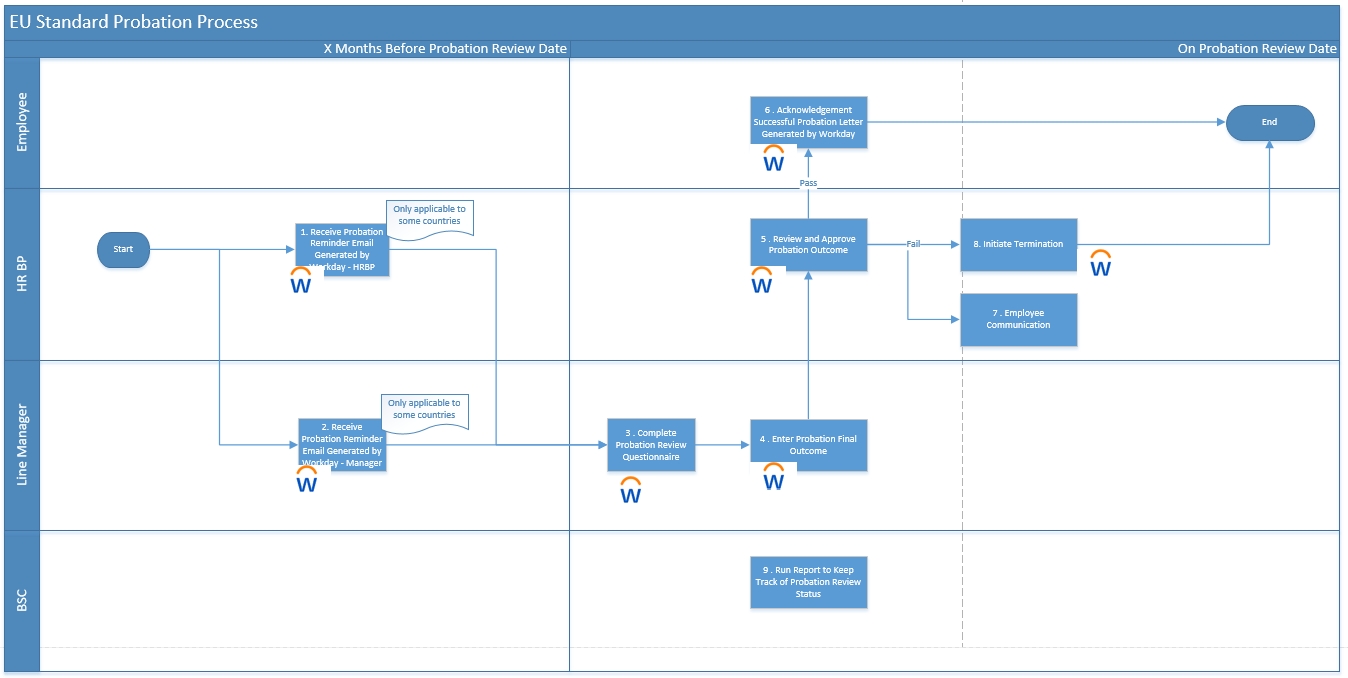 EU Standard Probation Process
X Months Before Probation Review Date
On Probation Review Date
Employee
6 . Acknowledgement
Successful Probation Letter
Generated by Workday
W
End
Pass
HR BP
Start
1. Receive Probation
Reminder Email
Generated by
Workday - HRBP
W
Only applicable to
some countries
5 . Review and Approve
Probation Outcome
W
Fail
8. Initiate Termination
W
7 . Employee
Communication
Line Manager
2. Receive
Probation Reminder
Email Generated by
Workday - Manager
W
Only applicable to
some countries
3 . Complete
Probation Review
Questionnaire
W
4 . Enter Probation Final
Outcome
W
BSC
9 . Run Report to Keep
Track of Probation Review
Status